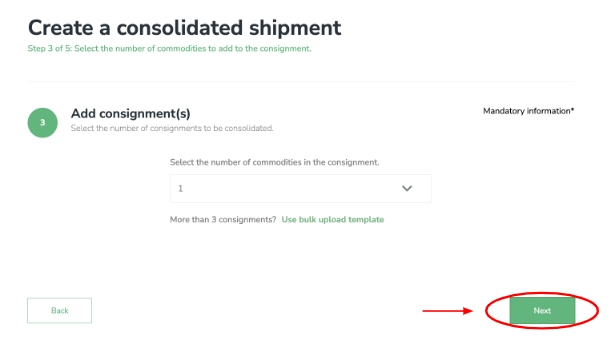 Create a consolidated shipment
Step 3 of 5: Select the number of commodities to add to the consignment.
3
Add consignment(s)
Mandatory information*
Select the number of consignments to be consolidated.
Select the number of commodities in the consignment.
1
More than 3 consignments? Use bulk upload template
Back
Next